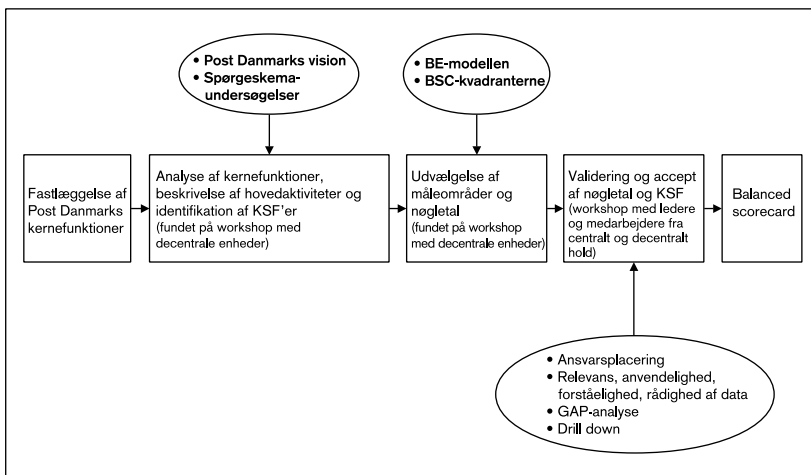 • Post Danmarks vision
• Spørgeskema-
undersøgelser
• BE-modellen
• BSC-kvadranterne
Fastlæggelse af
Post Danmarks
kernefunktioner
Analyse af kernefunktioner,
beskrivelse af hovedaktiviteter og
identifikation af KSF'er
(fundet på workshop med
decentrale enheder)
Udvælgelse af
måleområder og
nøgletal
(fundet på workshop
med decentrale enheder)
Validering og accept
af nøgletal og KSF
(workshop med ledere
og medarbejdere fra
centralt og decentralt
hold)
Balanced
scorecard
• Ansvarsplacering
• Relevans, anvendelighed,
forståelighed, rådighed af data
• GAP-analyse
• Drill down